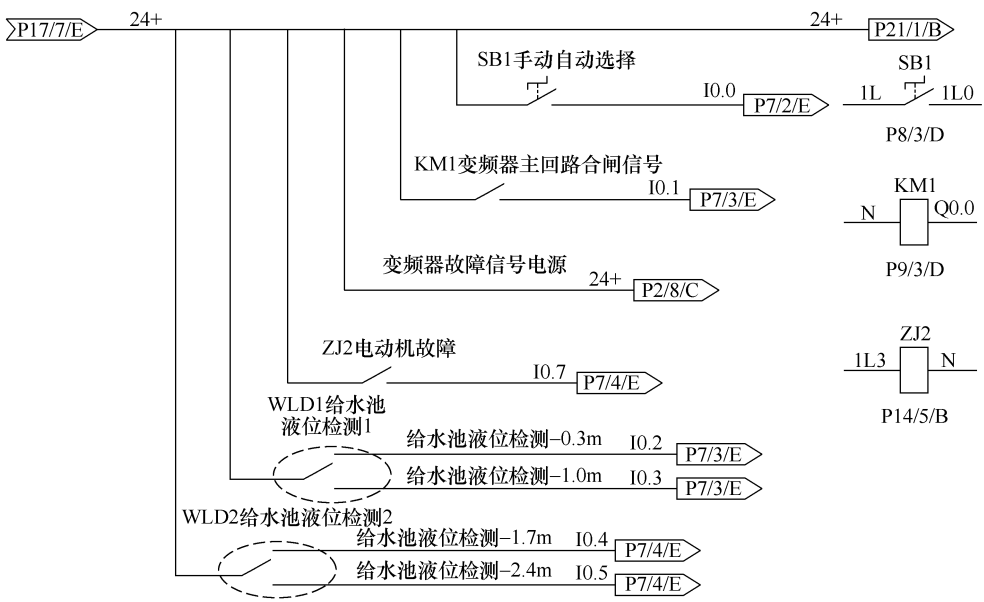 P17/7/E
24+
24+
P21/1/B
SB1手动自动选择
I0.0
P7/2/E
SB1
1L
1L0
P8/3/D
KM1变频器主回路合闸信号
I0.1
P7/3/E
KM1
N
Q0.0
P9/3/D
变频器故障信号电源
24+
P2/8/C
ZJ2电动机故障
I0.7
P7/4/E
ZJ2
1L3
N
P14/5/B
WLD1给水池
液位检测1
给水池液位检测–0.3m
I0.2
P7/3/E
给水池液位检测–1.0m
I0.3
P7/3/E
WLD2给水池液位检测2
给水池液位检测–1.7m
I0.4
P7/4/E
给水池液位检测–2.4m
I0.5
P7/4/E